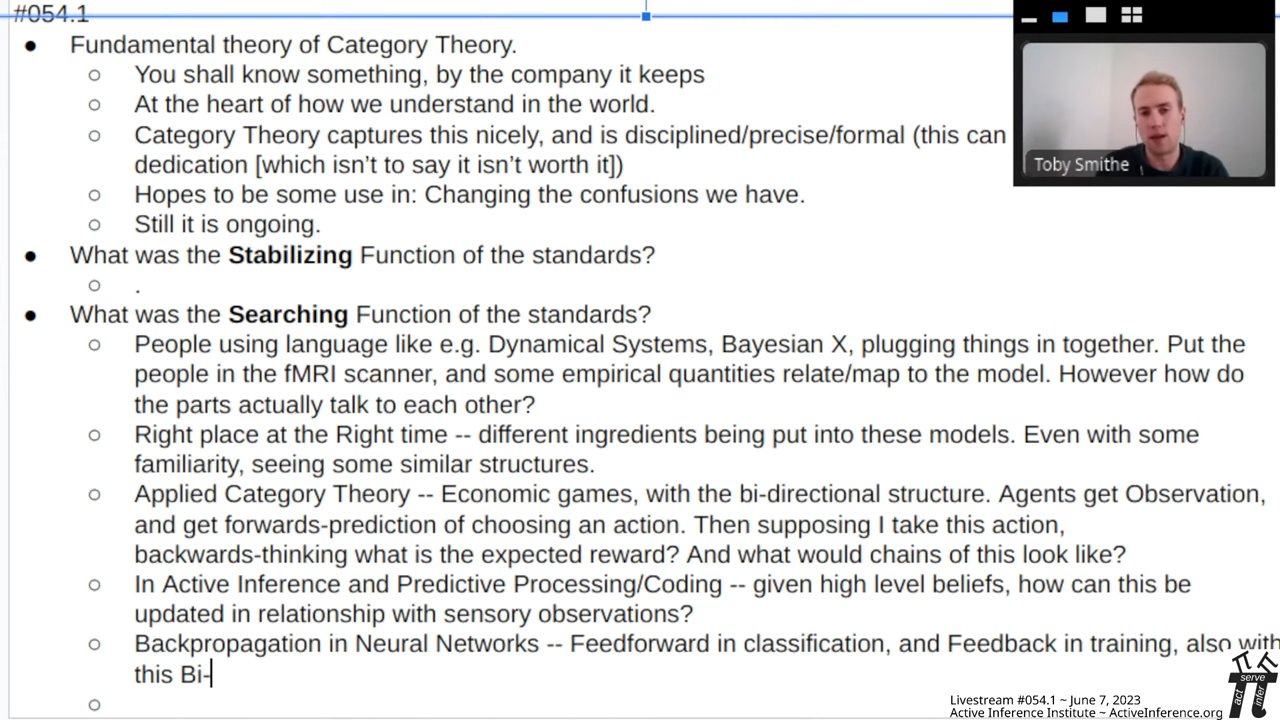 #054.1
● Fundamental theory of Category Theory.
○ You shall know something, by the company it keeps
○ At the heart of how we understand in the world.
○ Category Theory captures this nicely, and is disciplined/precise/formal (this can
dedication [which isn’t to say it isn’t worth it])
○ Hopes to be some use in: Changing the confusions we have.
○ Still it is ongoing.
● What was the Stabilizing Function of the standards?
○ .
● What was the Searching Function of the standards?
○ People using language like e.g. Dynamical Systems, Bayesian X, plugging things in together. Put the
people in the fMRI scanner, and some empirical quantities relate/map to the model. However how do
the parts actually talk to each other?
○ Right place at the Right time -- different ingredients being put into these models. Even with some
familiarity, seeing some similar structures.
○ Applied Category Theory -- Economic games, with the bi-directional structure. Agents get Observation,
and get forwards-prediction of choosing an action. Then supposing I take this action,
backwards-thinking what is the expected reward? And what would chains of this look like?
○ In Active Inference and Predictive Processing/Coding -- given high level beliefs, how can this be
updated in relationship with sensory observations?
○ Backpropagation in Neural Networks -- Feedforward in classification, and Feedback in training, also with
this Bi-
○
Toby Smithe
serve
act
infer
Livestream #054.1 ~ June 7, 2023
Active Inference Institute ~ ActiveInference.org